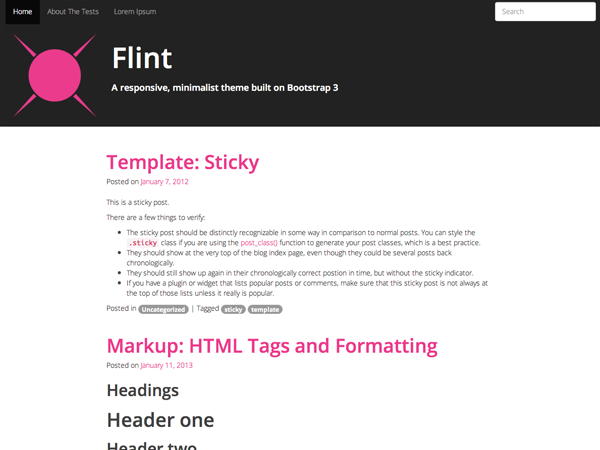 Home About The Tests Lorem Ipsum Search
Flint
A responsive, minimalist theme built on Bootstrap 3
Template: Sticky
Posted on January 7, 2012
This is a sticky post.
There are a few things to verify:
• The sticky post should be distinctly recognizable in some way in comparison to normal posts. You can style the
.sticky class if you are using the post_class() function to generate your post classes, which is a best practice.
• They should show at the very top of the blog index page, even though they could be several posts back
chronologically.
• They should still show up again in their chronologically correct postion in time, but without the sticky indicator.
• If you have a plugin or widget that lists popular posts or comments, make sure that this sticky post is not always at
the top of those lists unless it really is popular.
Posted in Uncategorized | Tagged sticky template
Markup: HTML Tags and Formatting
Posted on January 11, 2013
Headings
Header one
Header two